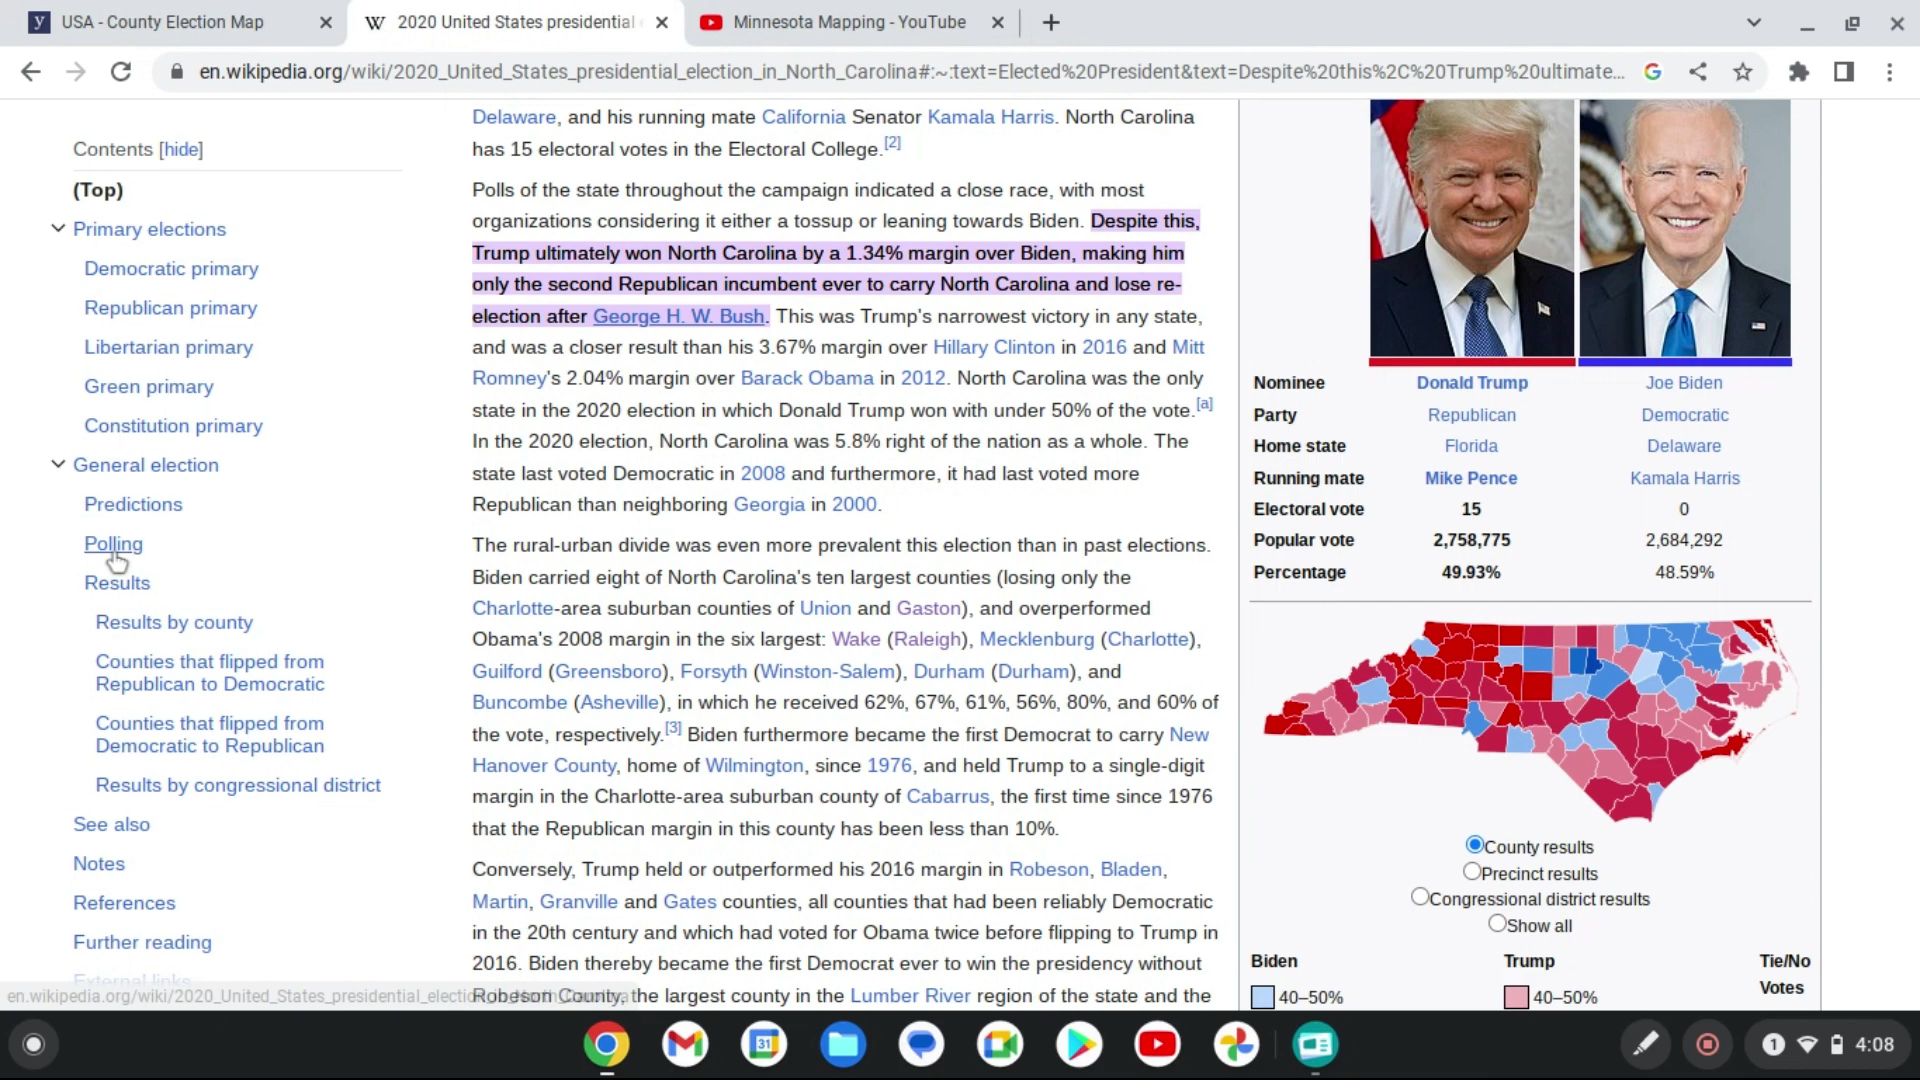 USA - County Election Map
2020 United States presidential e
Minnesota Mapping - YouTube
en.wikipedia.org/wiki/2020_United_States_presidential_election_in_North_Carolina#:~:text=Elected%20President&text=Despite%20this%2C%20Trump%20ultimate...
Contents [hide]
(Top)
Primary elections
Democratic primary
Republican primary
Libertarian primary
Green primary
Constitution primary
General election
Predictions
Polling
Results
Results by county
Counties that flipped from
Republican to Democratic
Counties that flipped from
Democratic to Republican
Results by congressional district
See also
Notes
References
Further reading
External links
en.wikipedia.org/wiki/2020_United_States_presidential_election
Delaware, and his running mate California Senator Kamala Harris. North Carolina
has 15 electoral votes in the Electoral College.[2]
Polls of the state throughout the campaign indicated a close race, with most
organizations considering it either a tossup or leaning towards Biden. Despite this,
Trump ultimately won North Carolina by a 1.34% margin over Biden, making him
only the second Republican incumbent ever to carry North Carolina and lose re-
election after George H. W. Bush. This was Trump's narrowest victory in any state,
and was a closer result than his 3.67% margin over Hillary Clinton in 2016 and Mitt
Romney's 2.04% margin over Barack Obama in 2012. North Carolina was the only
state in the 2020 election in which Donald Trump won with under 50% of the vote.[a]
In the 2020 election, North Carolina was 5.8% right of the nation as a whole. The
state last voted Democratic in 2008 and furthermore, it had last voted more
Republican than neighboring Georgia in 2000.
The rural-urban divide was even more prevalent this election than in past elections.
Biden carried eight of North Carolina's ten largest counties (losing only the
Charlotte-area suburban counties of Union and Gaston), and overperformed
Obama's 2008 margin in the six largest: Wake (Raleigh), Mecklenburg (Charlotte),
Guilford (Greensboro), Forsyth (Winston-Salem), Durham (Durham), and
Buncombe (Asheville), in which he received 62%, 67%, 61%, 56%, 80%, and 60% of
the vote, respectively.[3] Biden furthermore became the first Democrat to carry New
Hanover County, home of Wilmington, since 1976, and held Trump to a single-digit
margin in the Charlotte-area suburban county of Cabarrus, the first time since 1976
that the Republican margin in this county has been less than 10%.
Conversely, Trump held or outperformed his 2016 margin in Robeson, Bladen,
Martin, Granville and Gates counties, all counties that had been reliably Democratic
in the 20th century and which had voted for Obama twice before flipping to Trump in
2016. Biden thereby became the first Democrat ever to win the presidency without
Robeson County, the largest county in the Lumber River region of the state and the
Nominee Donald Trump Joe Biden
Party Republican Democratic
Home state Florida Delaware
Running mate Mike Pence Kamala Harris
Electoral vote 15 0
Popular vote 2,758,775 2,684,292
Percentage 49.93% 48.59%
County results
Precinct results
Congressional district results
Show all
Biden Trump Tie/No
Votes
40–50% 40–50%
31
1 4:08